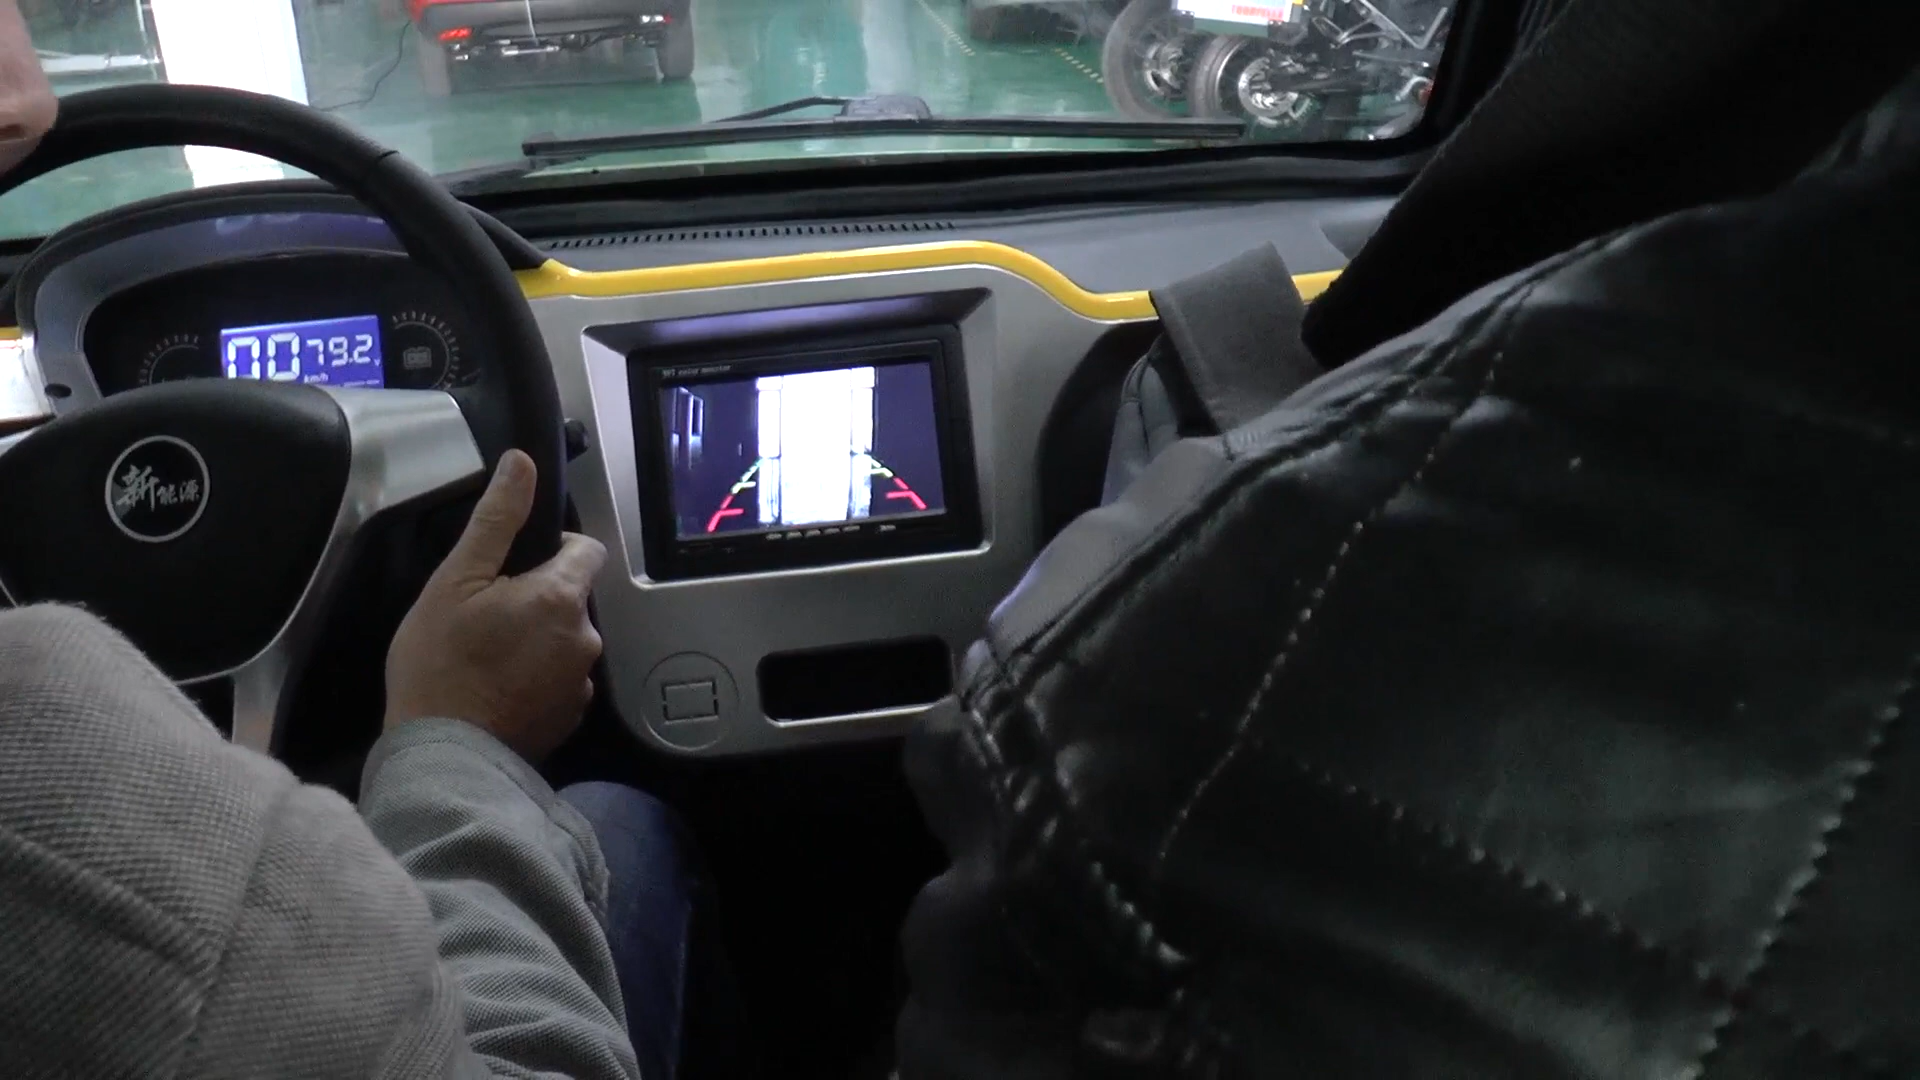 00 79.2 v
km/h
TFT color monitor
新能源